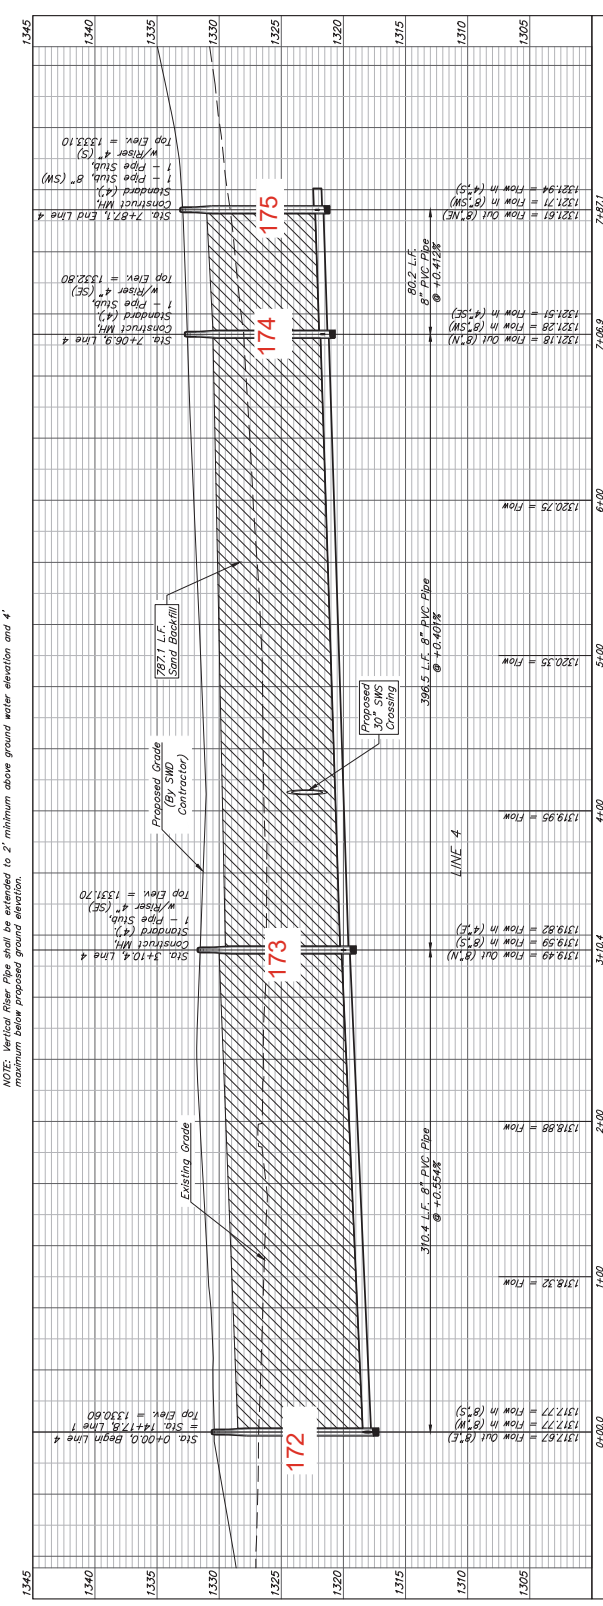 NOTE: Vertical Riser Pipe shall be extended to 2' minimum above ground water elevation and 4'
maximum below proposed ground elevation.
1345
1340
1335
1330
1325
1320
1315
1310
1305
1345
1340
1335
1330
1325
1320
1315
1310
1305
Sta. 0+00.0, Begin Line 4
= Sta. 14+17.8, Line 1
Top Elev. = 1330.60
172
1317.67 = Flow Out (8",E)
1317.77 = Flow In (8",W)
1317.77 = Flow In (8",S)
0+00.0
Existing Grade
1318.32 = Flow
1+00
310.4 L.F. 8" PVC Pipe
@ +0.554%
1318.88 = Flow
2+00
Sta. 3+10.4, Line 4
Construct MH,
Standard (4'),
1 - Pipe Stub,
w/Riser 4" (SE)
Top Elev. = 1331.70
173
1319.49 = Flow Out (8",N)
1319.59 = Flow In (8",S)
1319.82 = Flow In (4",E)
3+10.4
Proposed Grade
(By SWD
Contractor)
LINE 4
1319.95 = Flow
4+00
Proposed
30" SWS
Crossing
787.1 L.F.
Sand Backfill
396.5 L.F. 8" PVC Pipe
@ +0.401%
1320.35 = Flow
5+00
1320.75 = Flow
6+00
Sta. 7+06.9, Line 4
Construct MH,
Standard (4'),
1 - Pipe Stub,
w/Riser 4" (SE)
Top Elev. = 1332.80
174
1321.18 = Flow Out (8",N)
1321.28 = Flow In (8",SW)
1321.51 = Flow In (4",SE)
7+06.9
80.2 L.F.
8" PVC Pipe
@ +0.412%
Sta. 7+87.1, End Line 4
Construct MH,
Standard (4'),
1 - Pipe Stub, 8" (SW)
1 - Pipe Stub,
w/Riser 4" (S)
Top Elev. = 1333.10
175
1321.61 = Flow Out (8",NE)
1321.71 = Flow In (8",SW)
1321.94 = Flow In (4",S)
7+87.1